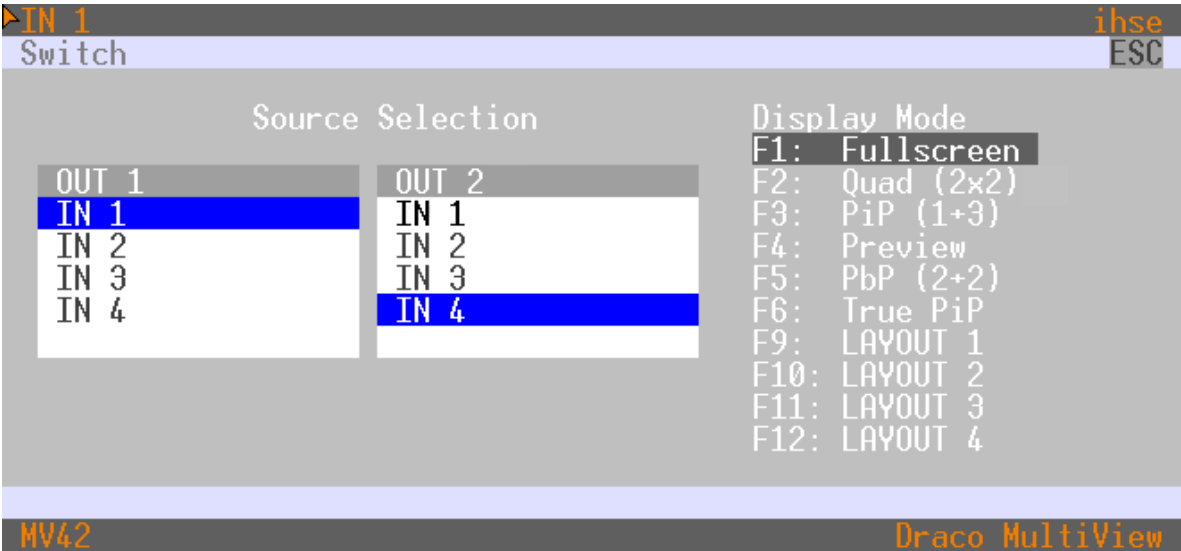 IN 1 ihse
Switch ESC
Source Selection
OUT 1
IN 1
IN 2
IN 3
IN 4
OUT 2
IN 1
IN 2
IN 3
IN 4
Display Mode
F1: Fullscreen
F2: Quad (2x2)
F3: PiP (1+3)
F4: Preview
F5: PbP (2+2)
F6: True PiP
F9: LAYOUT 1
F10: LAYOUT 2
F11: LAYOUT 3
F12: LAYOUT 4
MV42 Draco MultiView